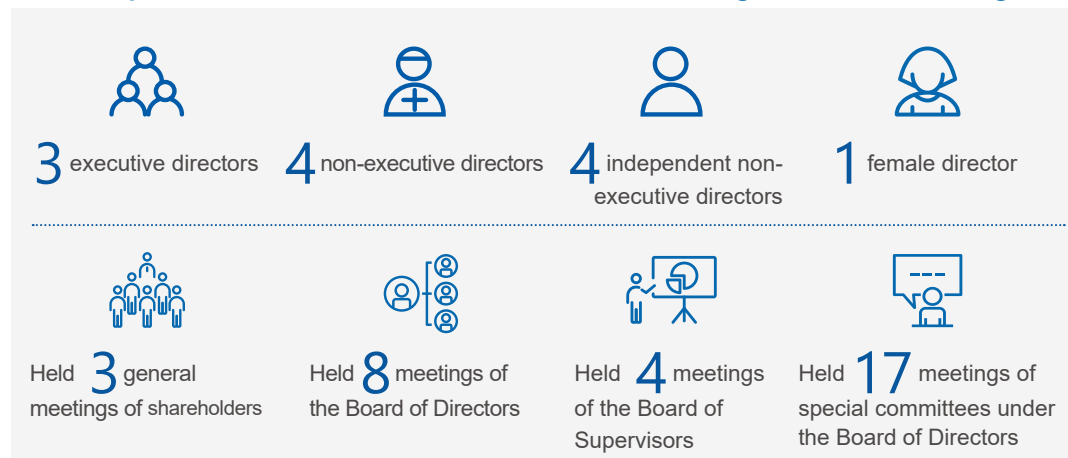 3 executive directors
4 non-executive directors
4 independent non-
executive directors
1 female director
Held 3 general
meetings of shareholders
Held 8 meetings of
the Board of Directors
Held 4 meetings
of the Board of
Supervisors
Held 17 meetings of
special committees under
the Board of Directors